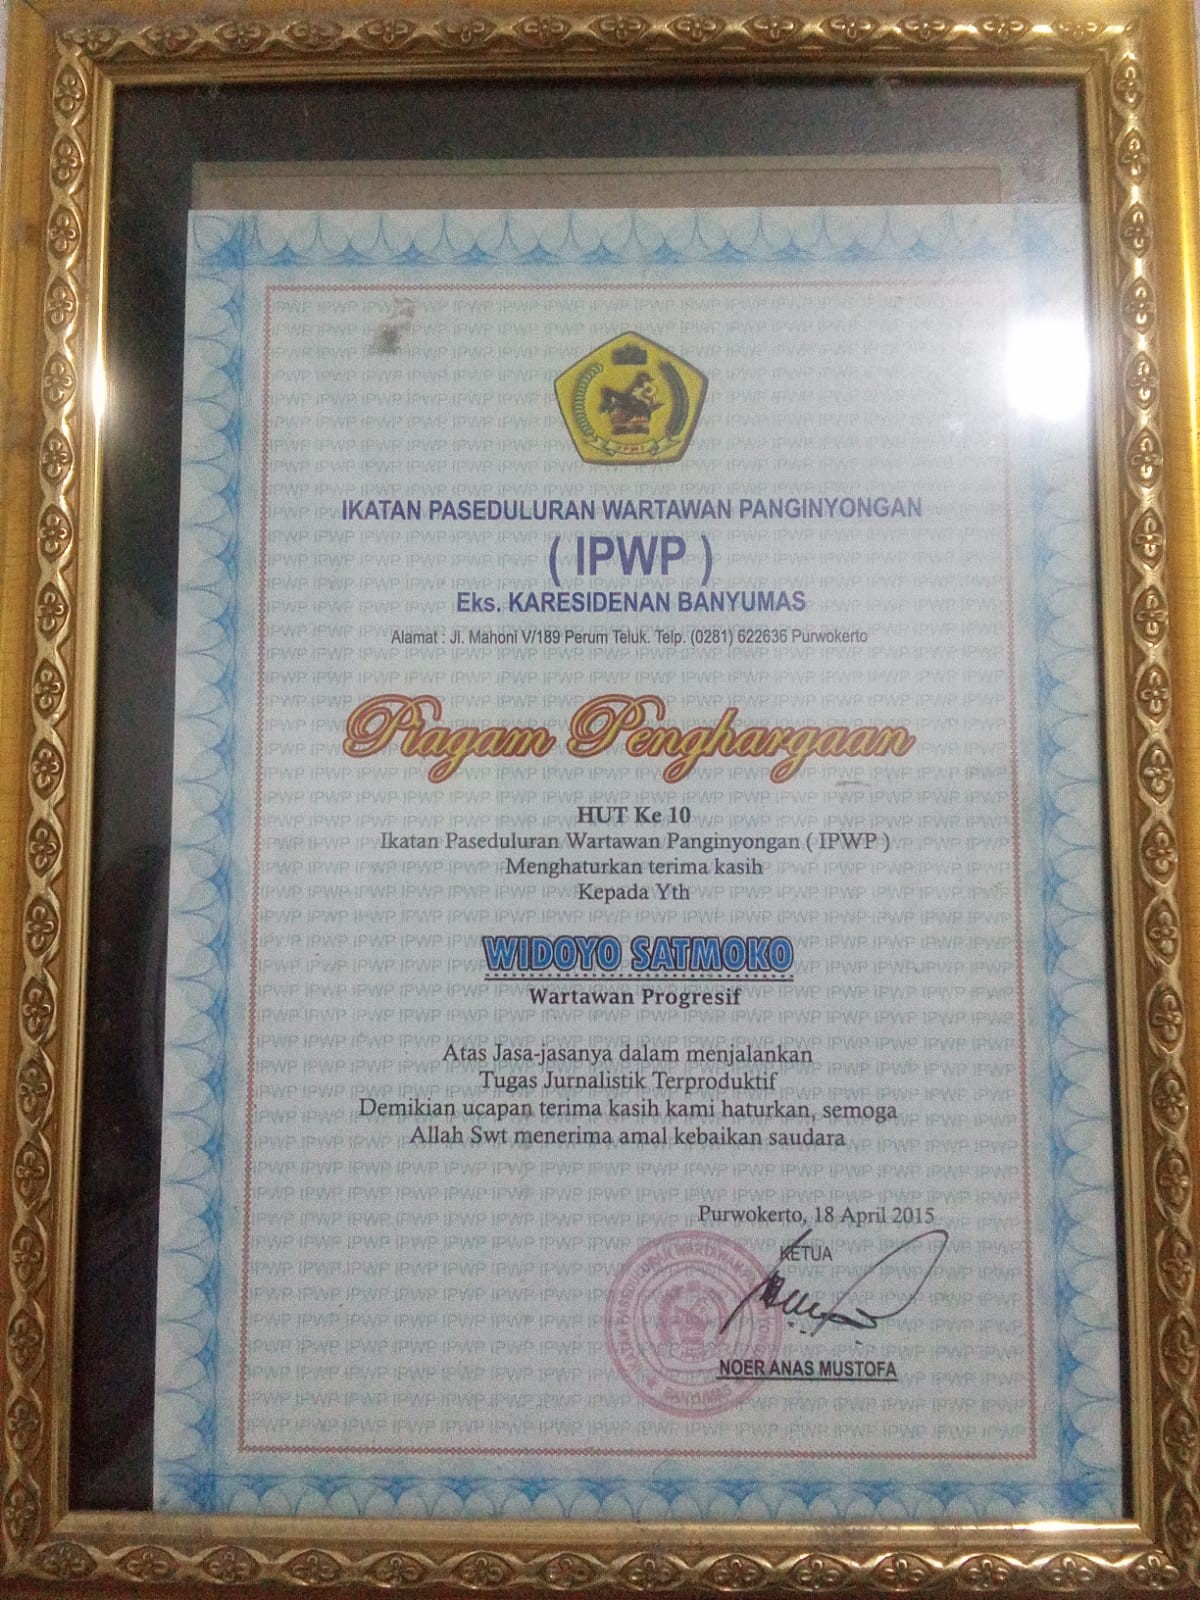 IKATAN PASEDULURAN WARTAWAN PANGINYONGAN
( IPWP )
Eks. KARESIDENAN BANYUMAS
Alamat : Jl. Mahoni V/189 Perum Teluk. Telp. (0281) 622636 Purwokerto
Piagam Penghargaan
HUT Ke 10
Ikatan Paseduluran Wartawan Panginyongan ( IPWP )
Menghaturkan terima kasih
Kepada Yth
WIDOYO SATMOKO
Wartawan Progresif
Atas Jasa-jasanya dalam menjalankan
Tugas Jurnalistik Terproduktif
Demikian ucapan terima kasih kami haturkan, semoga
Allah Swt menerima amal kebaikan saudara
Purwokerto, 18 April 2015
KETUA
NOER ANAS MUSTOFA